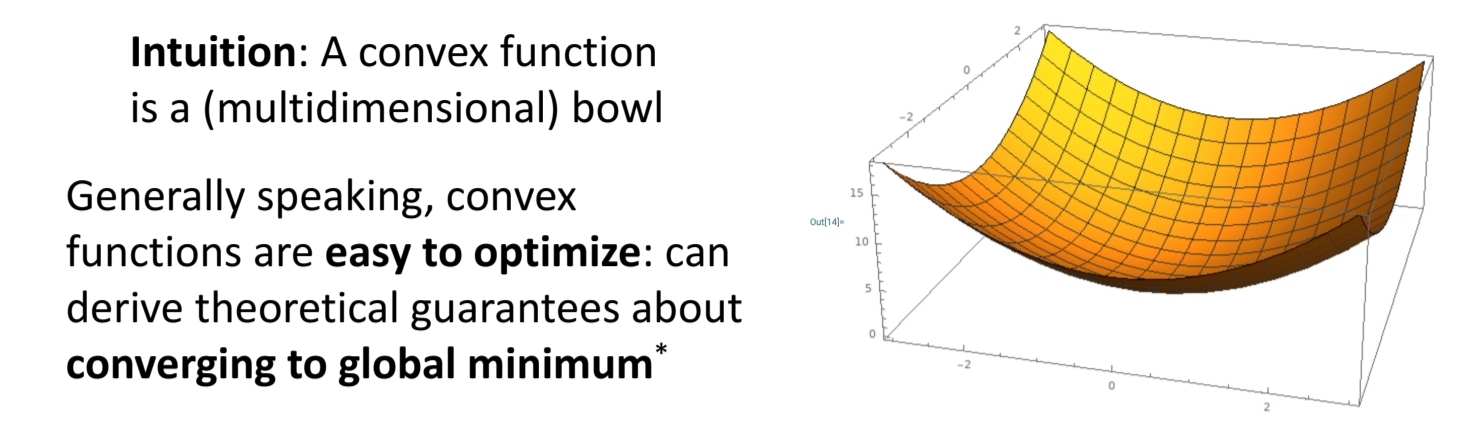 Intuition: A convex function
is a (multidimensional) bowl
Generally speaking, convex
functions are easy to optimize: can
derive theoretical guarantees about
converging to global minimum*
Out[14]=
2
0
-2
15
10
5
0
-2
0
2